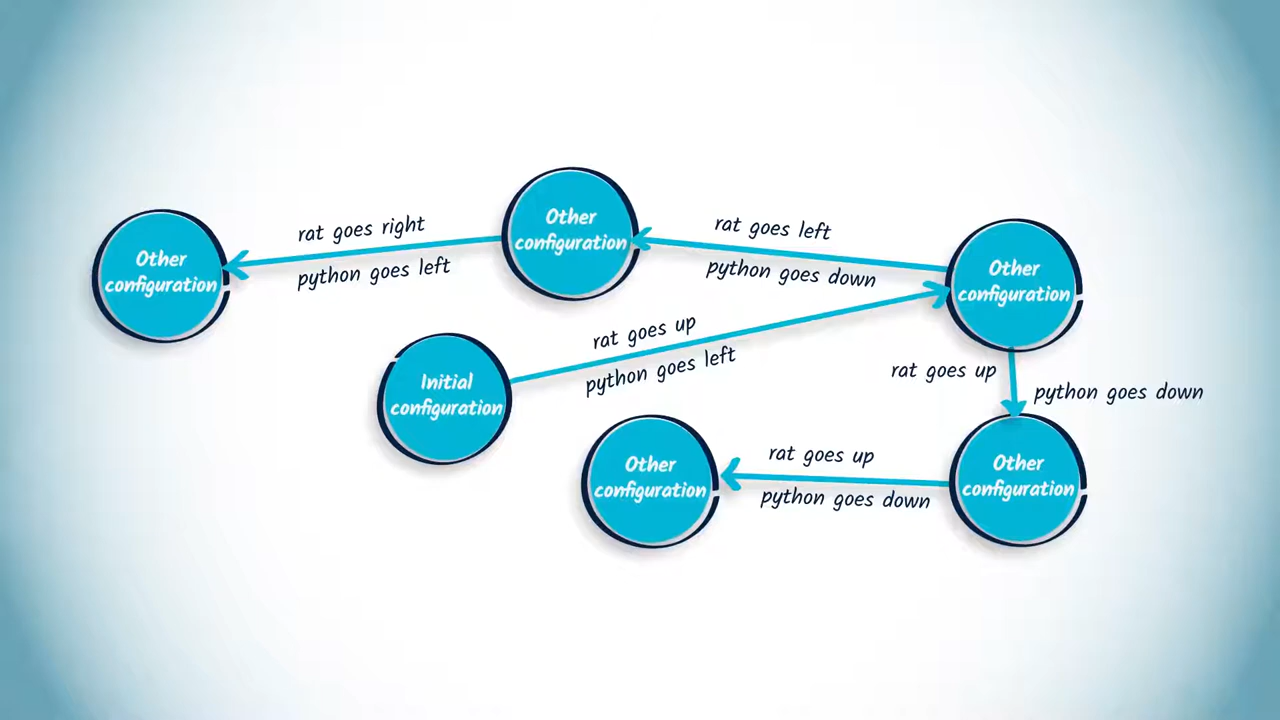 Other
configuration
rat goes right
python goes left
Other
configuration
rat goes left
python goes down
Other
configuration
Initial
configuration
rat goes up
python goes left
rat goes up
python goes down
Other
configuration
rat goes up
python goes down
Other
configuration